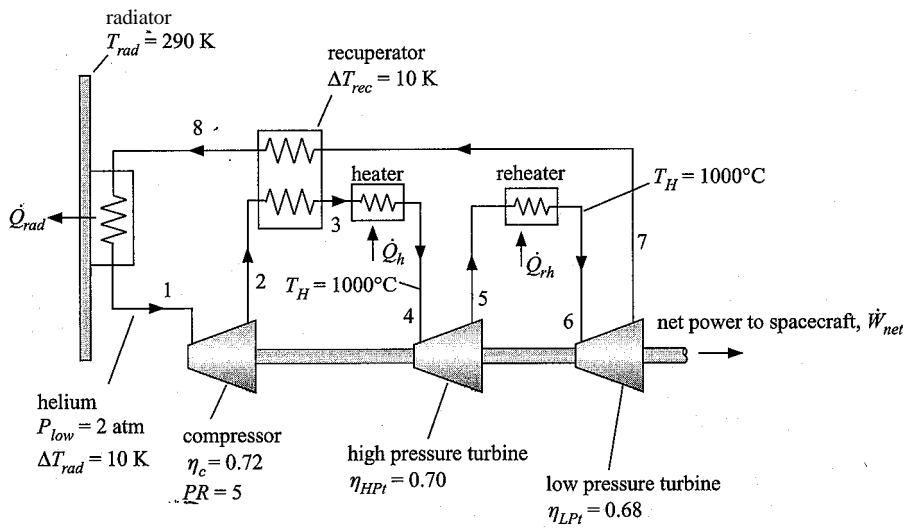 radiator
T_rad = 290 K
recuperator
ΔT_rec = 10 K
8
heater
reheater
T_H = 1000°C
3
Q̇_rad
Q̇_h
Q̇_rh
7
1
2
T_H = 1000°C
5
4
6
net power to spacecraft, Ẇ_net
helium
P_low = 2 atm
ΔT_rad = 10 K
compressor
η_c = 0.72
PR = 5
high pressure turbine
η_HPt = 0.70
low pressure turbine
η_LPt = 0.68